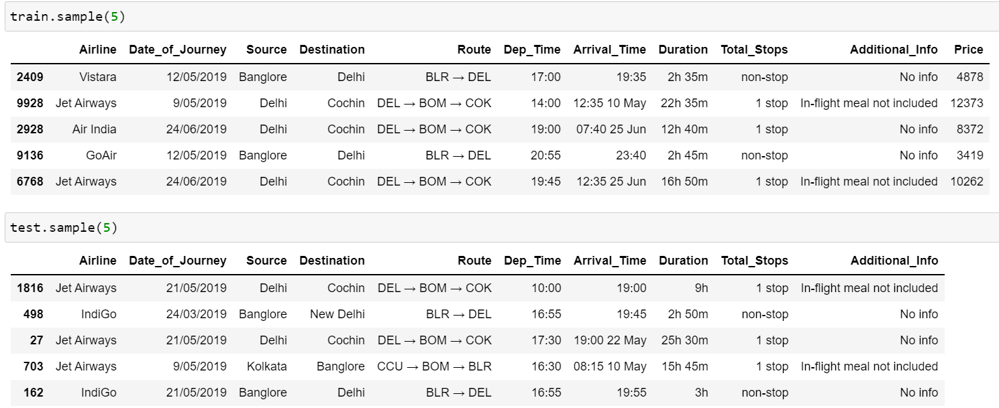 train.sample(5)
Airline Date_of_Journey Source Destination Route Dep_Time Arrival_Time Duration Total_Stops Additional_Info Price
2409 Vistara 12/05/2019 Banglore Delhi BLR → DEL 17:00 19:35 2h 35m non-stop No info 4878
9928 Jet Airways 9/05/2019 Delhi Cochin DEL → BOM → COK 14:00 12:35 10 May 22h 35m 1 stop In-flight meal not included 12373
2928 Air India 24/06/2019 Delhi Cochin DEL → BOM → COK 19:00 07:40 25 Jun 12h 40m 1 stop No info 8372
9136 GoAir 12/05/2019 Banglore Delhi BLR → DEL 20:55 23:40 2h 45m non-stop No info 3419
6768 Jet Airways 24/06/2019 Delhi Cochin DEL → BOM → COK 19:45 12:35 25 Jun 16h 50m 1 stop In-flight meal not included 10262
test.sample(5)
Airline Date_of_Journey Source Destination Route Dep_Time Arrival_Time Duration Total_Stops Additional_Info
1816 Jet Airways 21/05/2019 Delhi Cochin DEL → BOM → COK 10:00 19:00 9h 1 stop In-flight meal not included
498 IndiGo 24/03/2019 Banglore New Delhi BLR → DEL 16:55 19:45 2h 50m non-stop No info
27 Jet Airways 21/05/2019 Delhi Cochin DEL → BOM → COK 17:30 19:00 22 May 25h 30m 1 stop No info
703 Jet Airways 9/05/2019 Kolkata Banglore CCU → BOM → BLR 16:30 08:15 10 May 15h 45m 1 stop In-flight meal not included
162 IndiGo 21/05/2019 Banglore Delhi BLR → DEL 16:55 19:55 3h non-stop No info